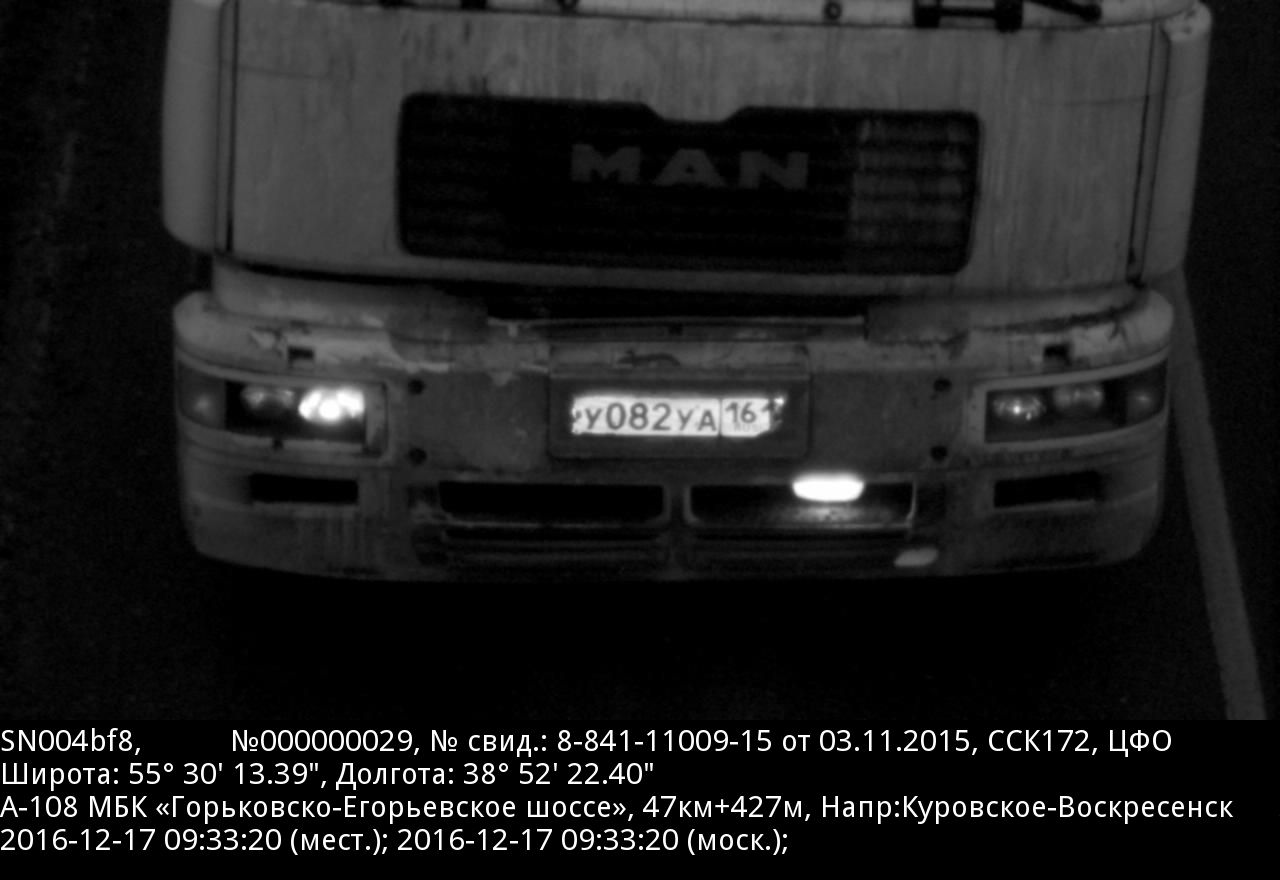 MAN
У082УА 161
SN004bf8, №000000029, № свид.: 8-841-11009-15 от 03.11.2015, ССК172, ЦФО
Широта: 55° 30' 13.39", Долгота: 38° 52' 22.40"
А-108 МБК «Горьковско-Егорьевское шоссе», 47км+427м, Напр:Куровское-Воскресенск
2016-12-17 09:33:20 (мест.); 2016-12-17 09:33:20 (моск.);